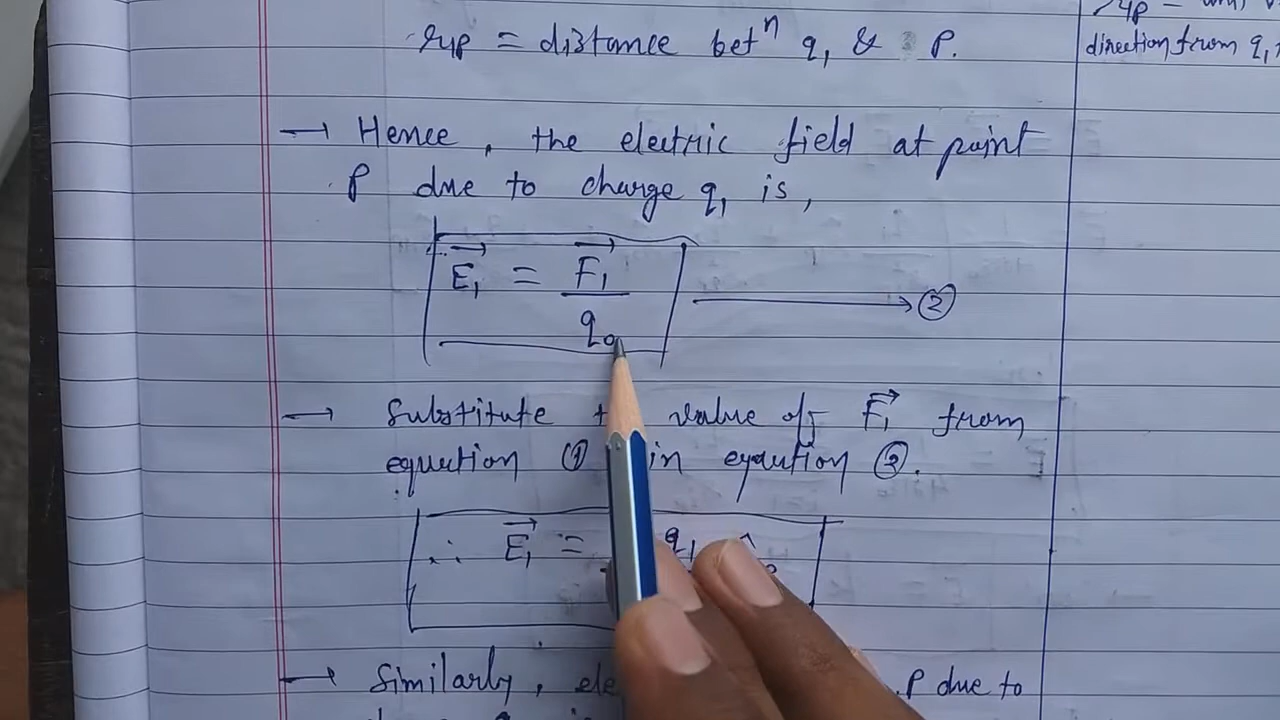 r₁p = distance betⁿ q₁ & P.
direction from q₁
→ Hence, the electric field at point
P due to charge q₁ is,
E₁⃗ = F₁⃗ / q₀ → ②
→ Substitute value of F₁⃗ from
equation ① in equation ②.
∴ E₁⃗ = q₁
→ Similarly, P due to